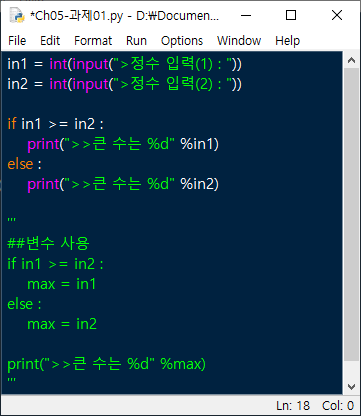 *Ch05-과제01.py - D:₩Documen...
File Edit Format Run Options Window Help
in1 = int(input(">정수 입력(1) : "))
in2 = int(input(">정수 입력(2) : "))
if in1 >= in2 :
print(">>큰 수는 %d" %in1)
else :
print(">>큰 수는 %d" %in2)
'''
##변수 사용
if in1 >= in2 :
max = in1
else :
max = in2
print(">>큰 수는 %d" %max)
'''
Ln: 18 Col: 0